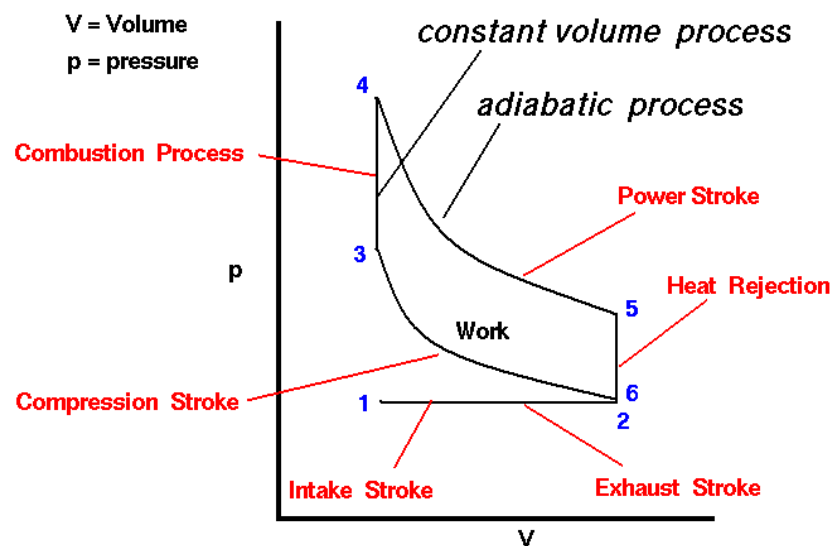 V = Volume
p = pressure
constant volume process
4
adiabatic process
Combustion Process
Power Stroke
3
p
Heat Rejection
5
Work
6
Compression Stroke
1
2
Intake Stroke
Exhaust Stroke
V